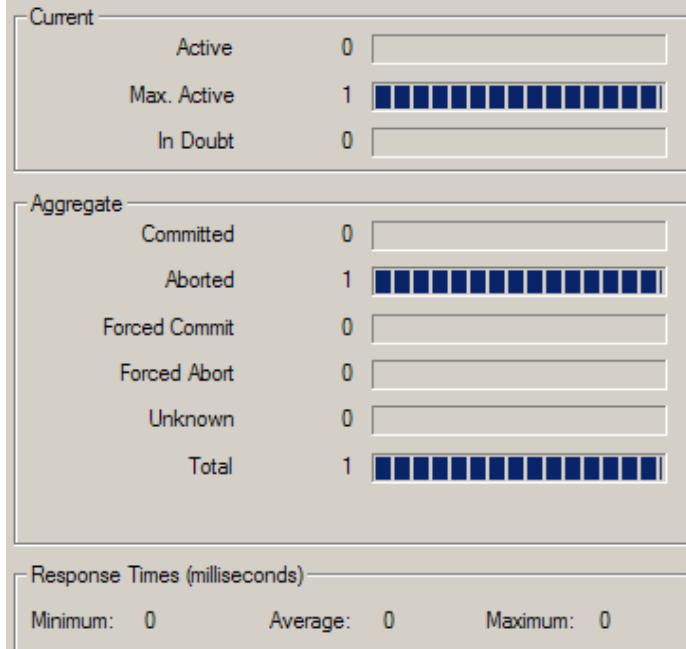 Current
Active 0
Max. Active 1
In Doubt 0
Aggregate
Committed 0
Aborted 1
Forced Commit 0
Forced Abort 0
Unknown 0
Total 1
Response Times (milliseconds)
Minimum: 0 Average: 0 Maximum: 0